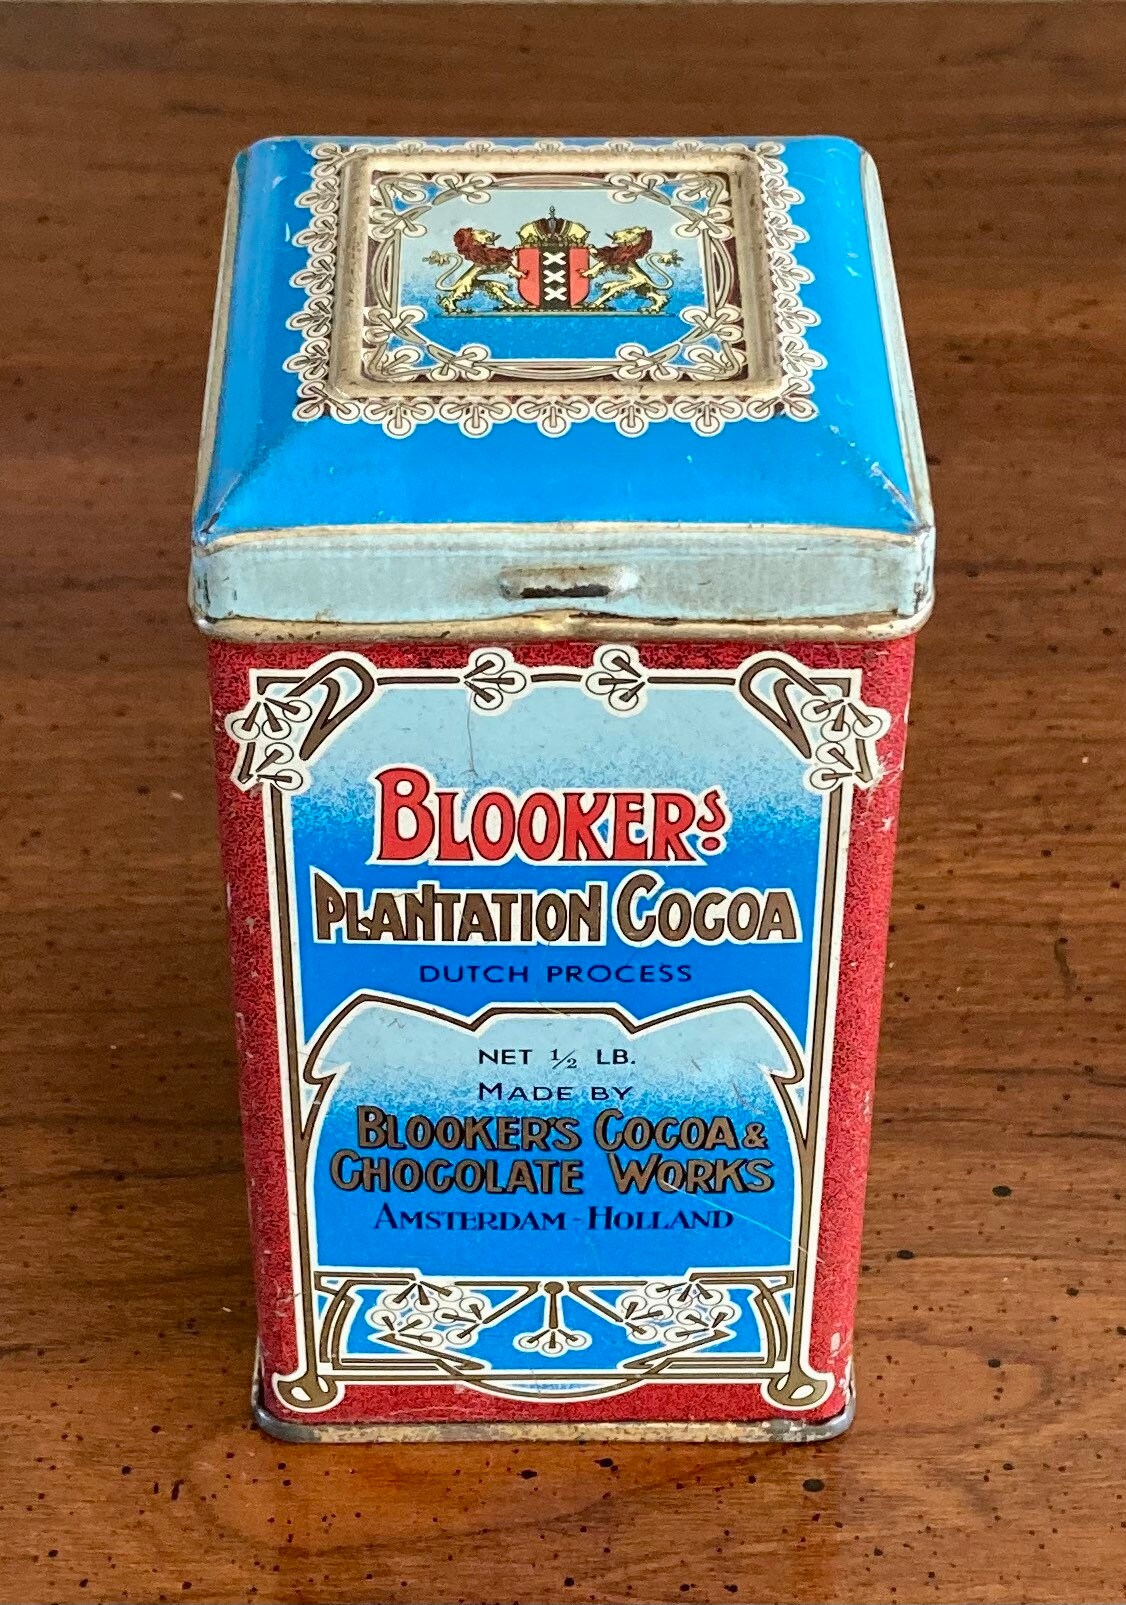 BLOOKERS
PLANTATION COCOA
DUTCH PROCESS
NET ½ LB.
MADE BY
BLOOKER'S COCOA &
CHOCOLATE WORKS
AMSTERDAM - HOLLAND